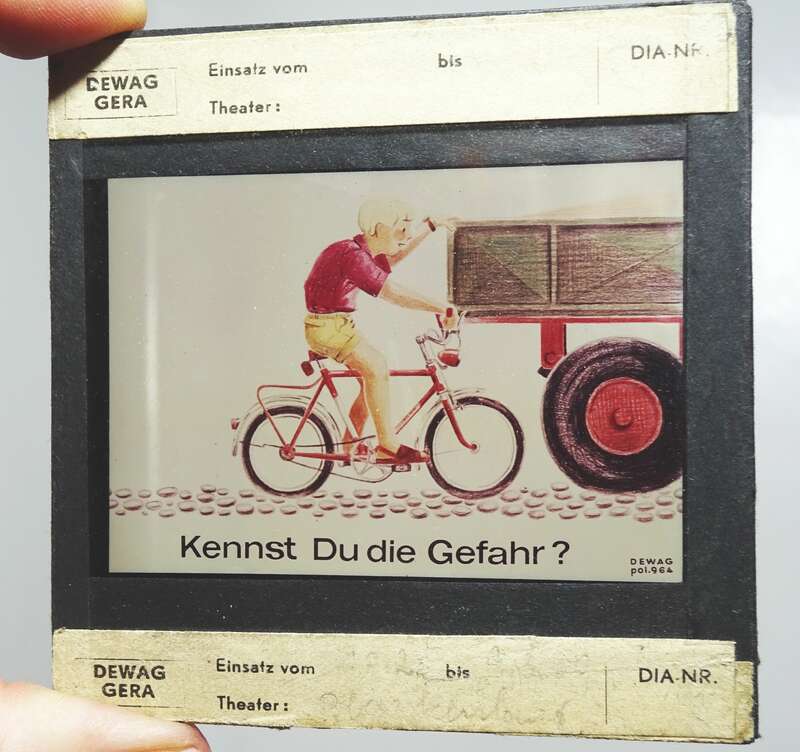 DEWAG
GERA
Einsatz vom bis
Theater:
DIA-NR.
Kennst Du die Gefahr?
DEWAG
pol.964
DEWAG
GERA
Einsatz vom bis
Theater:
DIA-NR.